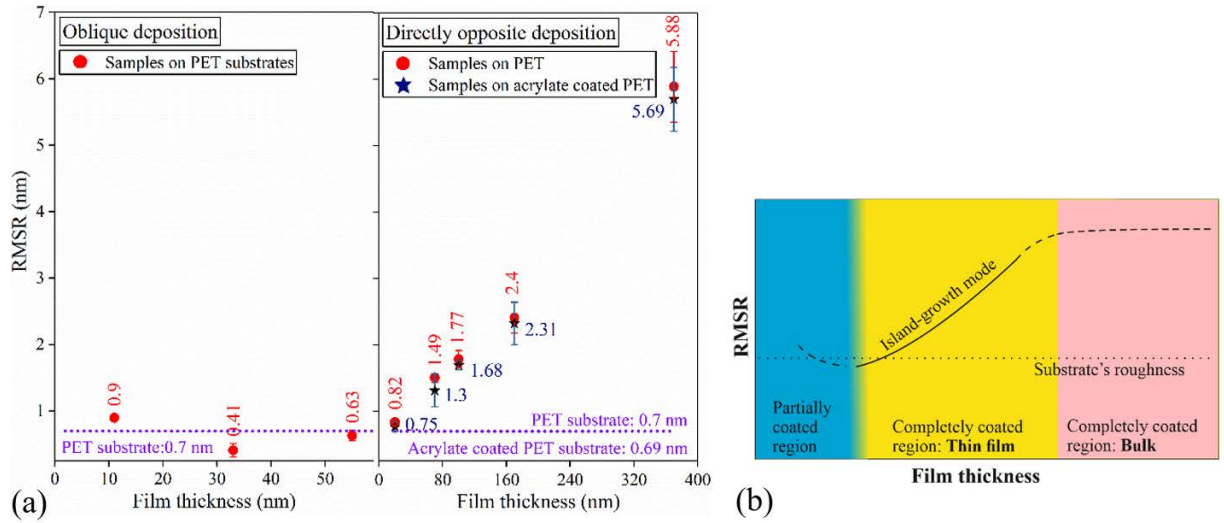 7
6
5
4
3
2
1
RMSR (nm)
Oblique deposition
Samples on PET substrates
0.9
0.41
0.63
PET substrate:0.7 nm
0
10
20
30
40
50
Film thickness (nm)
Directly opposite deposition
Samples on PET
Samples on acrylate coated PET
5.88
5.69
2.4
2.31
1.77
1.68
1.49
1.3
0.82
0.75
PET substrate: 0.7 nm
Acrylate coated PET substrate: 0.69 nm
0
80
160
240
320
400
Film thickness (nm)
(a)
RMSR
Island-growth mode
Substrate's roughness
Partially
coated
region
Completely coated
region: Thin film
Completely coated
region: Bulk
Film thickness
(b)